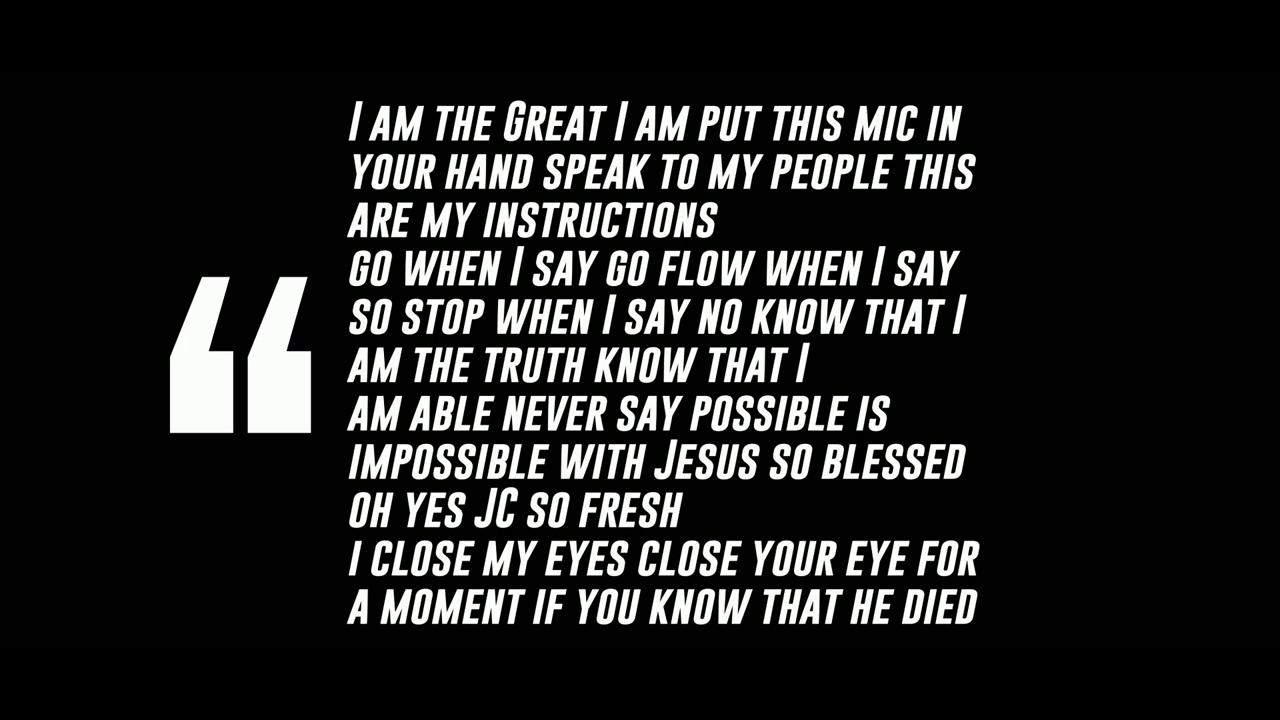 “
I AM THE GREAT I AM PUT THIS MIC IN
YOUR HAND SPEAK TO MY PEOPLE THIS
ARE MY INSTRUCTIONS
GO WHEN I SAY GO FLOW WHEN I SAY
SO STOP WHEN I SAY NO KNOW THAT I
AM THE TRUTH KNOW THAT I
AM ABLE NEVER SAY POSSIBLE IS
IMPOSSIBLE WITH JESUS SO BLESSED
OH YES JC SO FRESH
I CLOSE MY EYES CLOSE YOUR EYE FOR
A MOMENT IF YOU KNOW THAT HE DIED